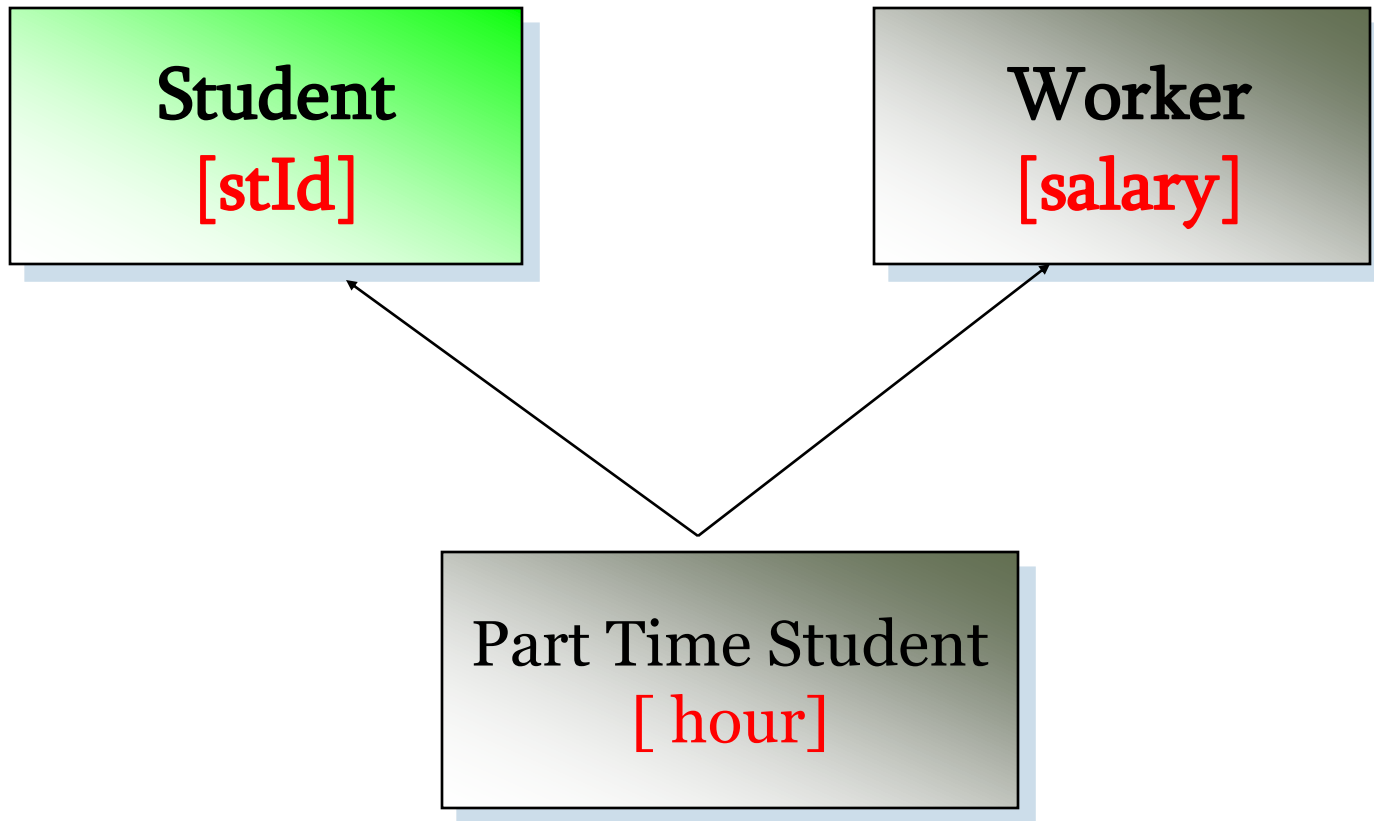 Student
[stId]
Worker
[salary]
Part Time Student
[ hour]